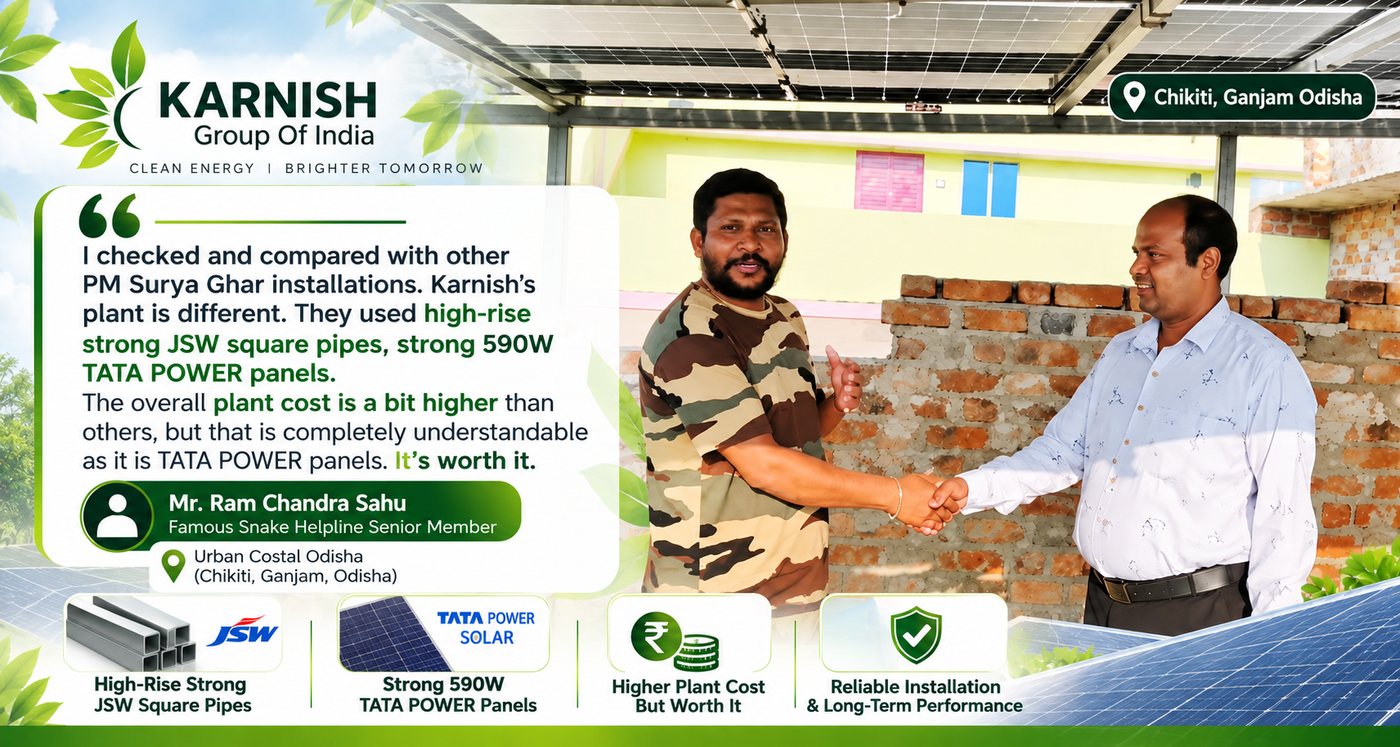 KARNISH
Group Of India
CLEAN ENERGY | BRIGHTER TOMORROW
Chikiti, Ganjam Odisha
“
I checked and compared with other
PM Surya Ghar installations. Karnish’s
plant is different. They used high-rise
strong JSW square pipes, strong 590W
TATA POWER panels.
The overall plant cost is a bit higher than
others, but that is completely understandable
as it is TATA POWER panels. It’s worth it.
Mr. Ram Chandra Sahu
Famous Snake Helpline Senior Member
Urban Costal Odisha
(Chikiti, Ganjam, Odisha)
JSW
High-Rise Strong
JSW Square Pipes
TATA POWER
SOLAR
Strong 590W
TATA POWER Panels
₹
Higher Plant Cost
But Worth It
Reliable Installation
& Long-Term Performance